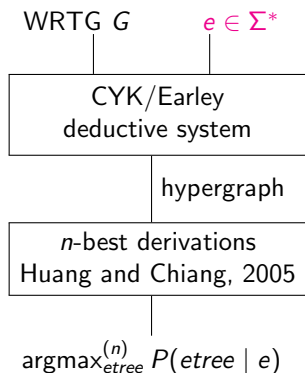 WRTG G
e ∈ Σ*
CYK/Earley
deductive system
hypergraph
n-best derivations
Huang and Chiang, 2005
argmax^{(n)}_{etree} P(etree | e)